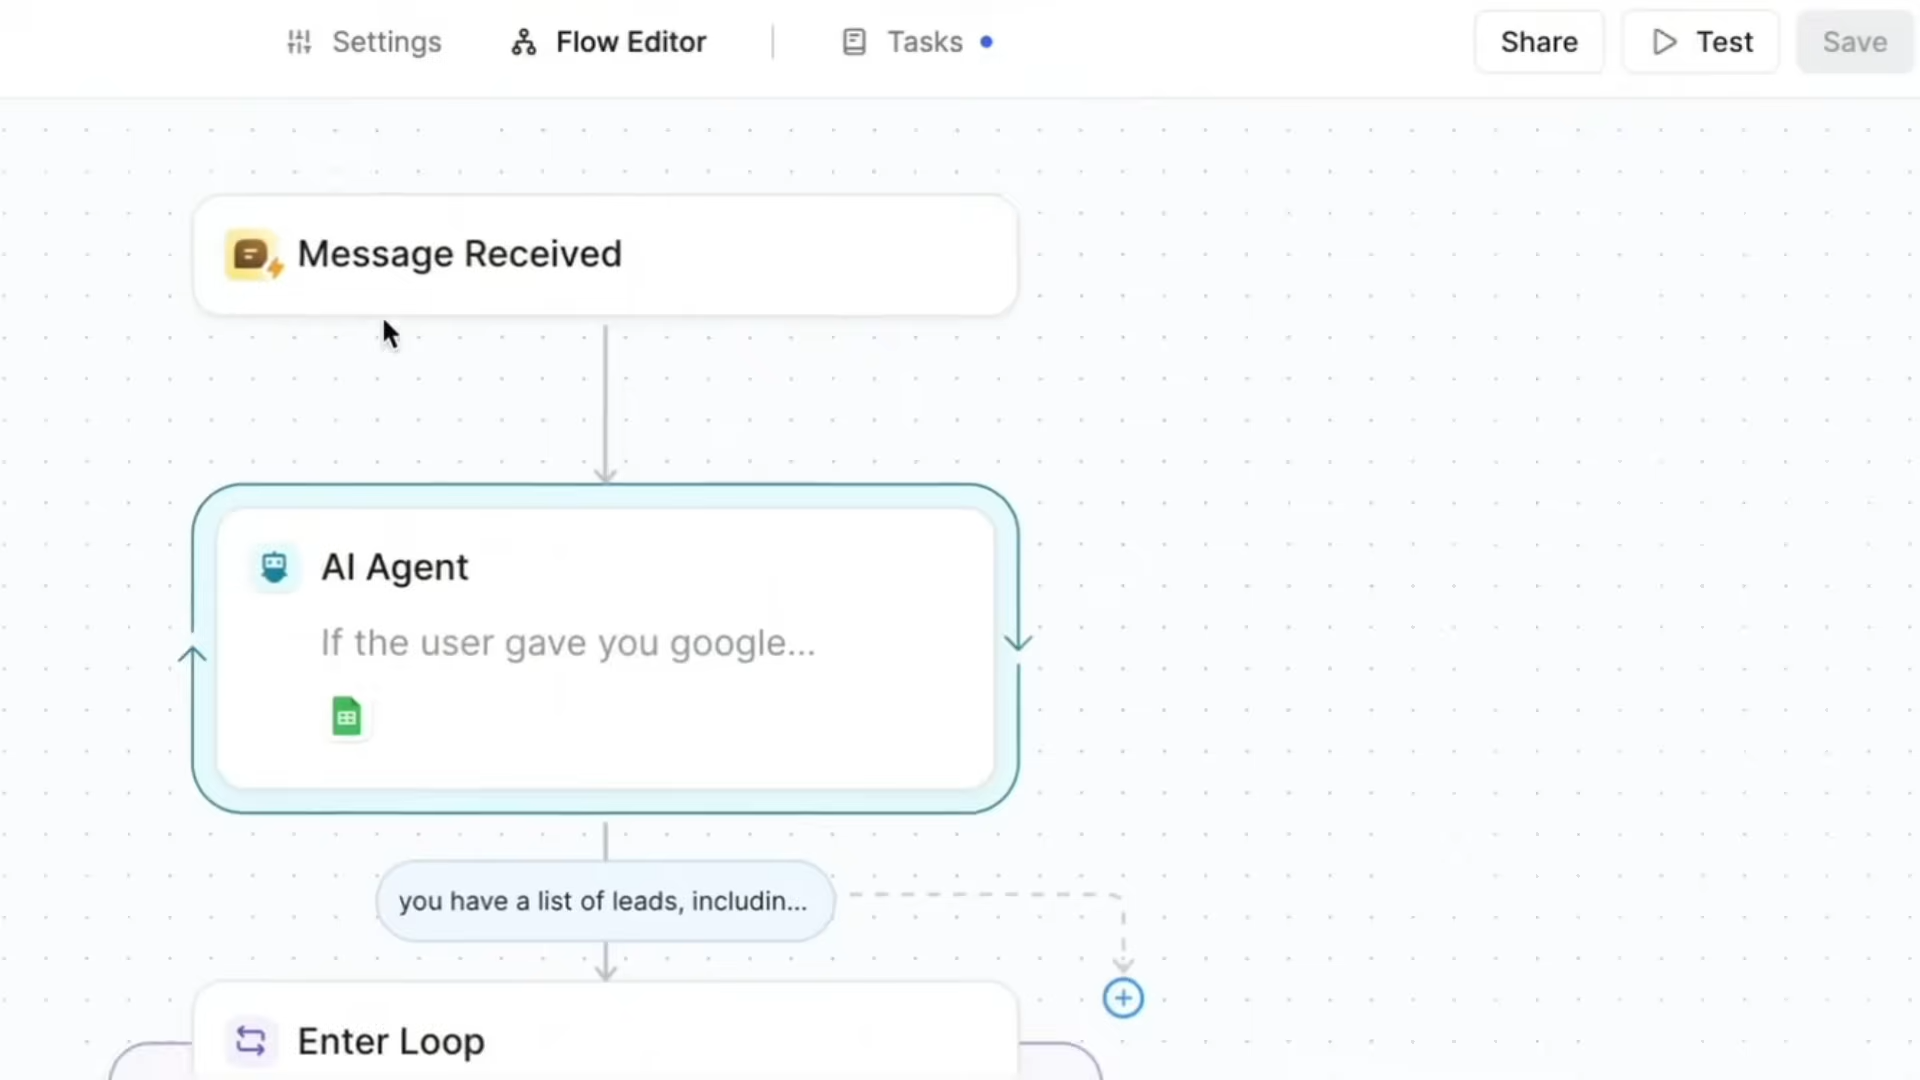 Settings
Flow Editor
Tasks
Share
Test
Save
Message Received
AI Agent
If the user gave you google...
you have a list of leads, includin...
Enter Loop